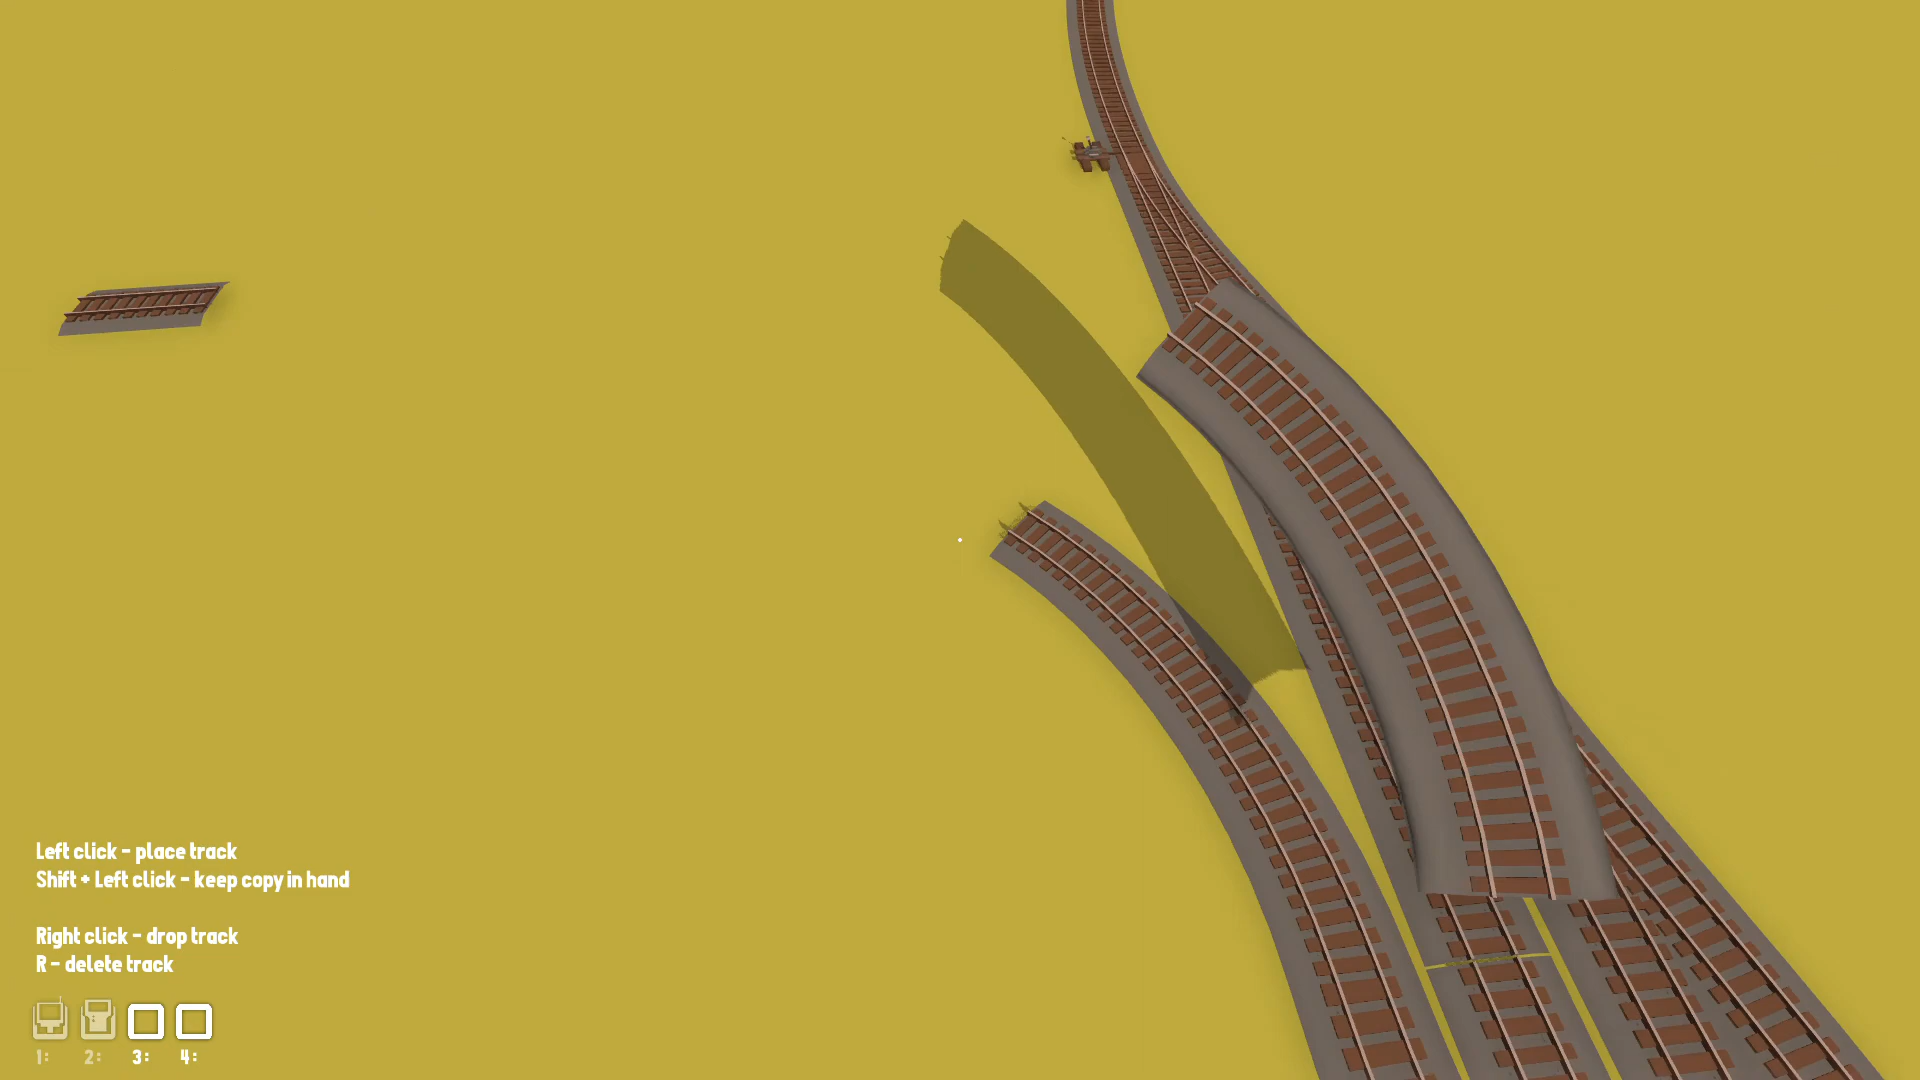 Left click - place track
Shift + Left click - keep copy in hand
Right click - drop track
R - delete track
1: 2: 3: 4: